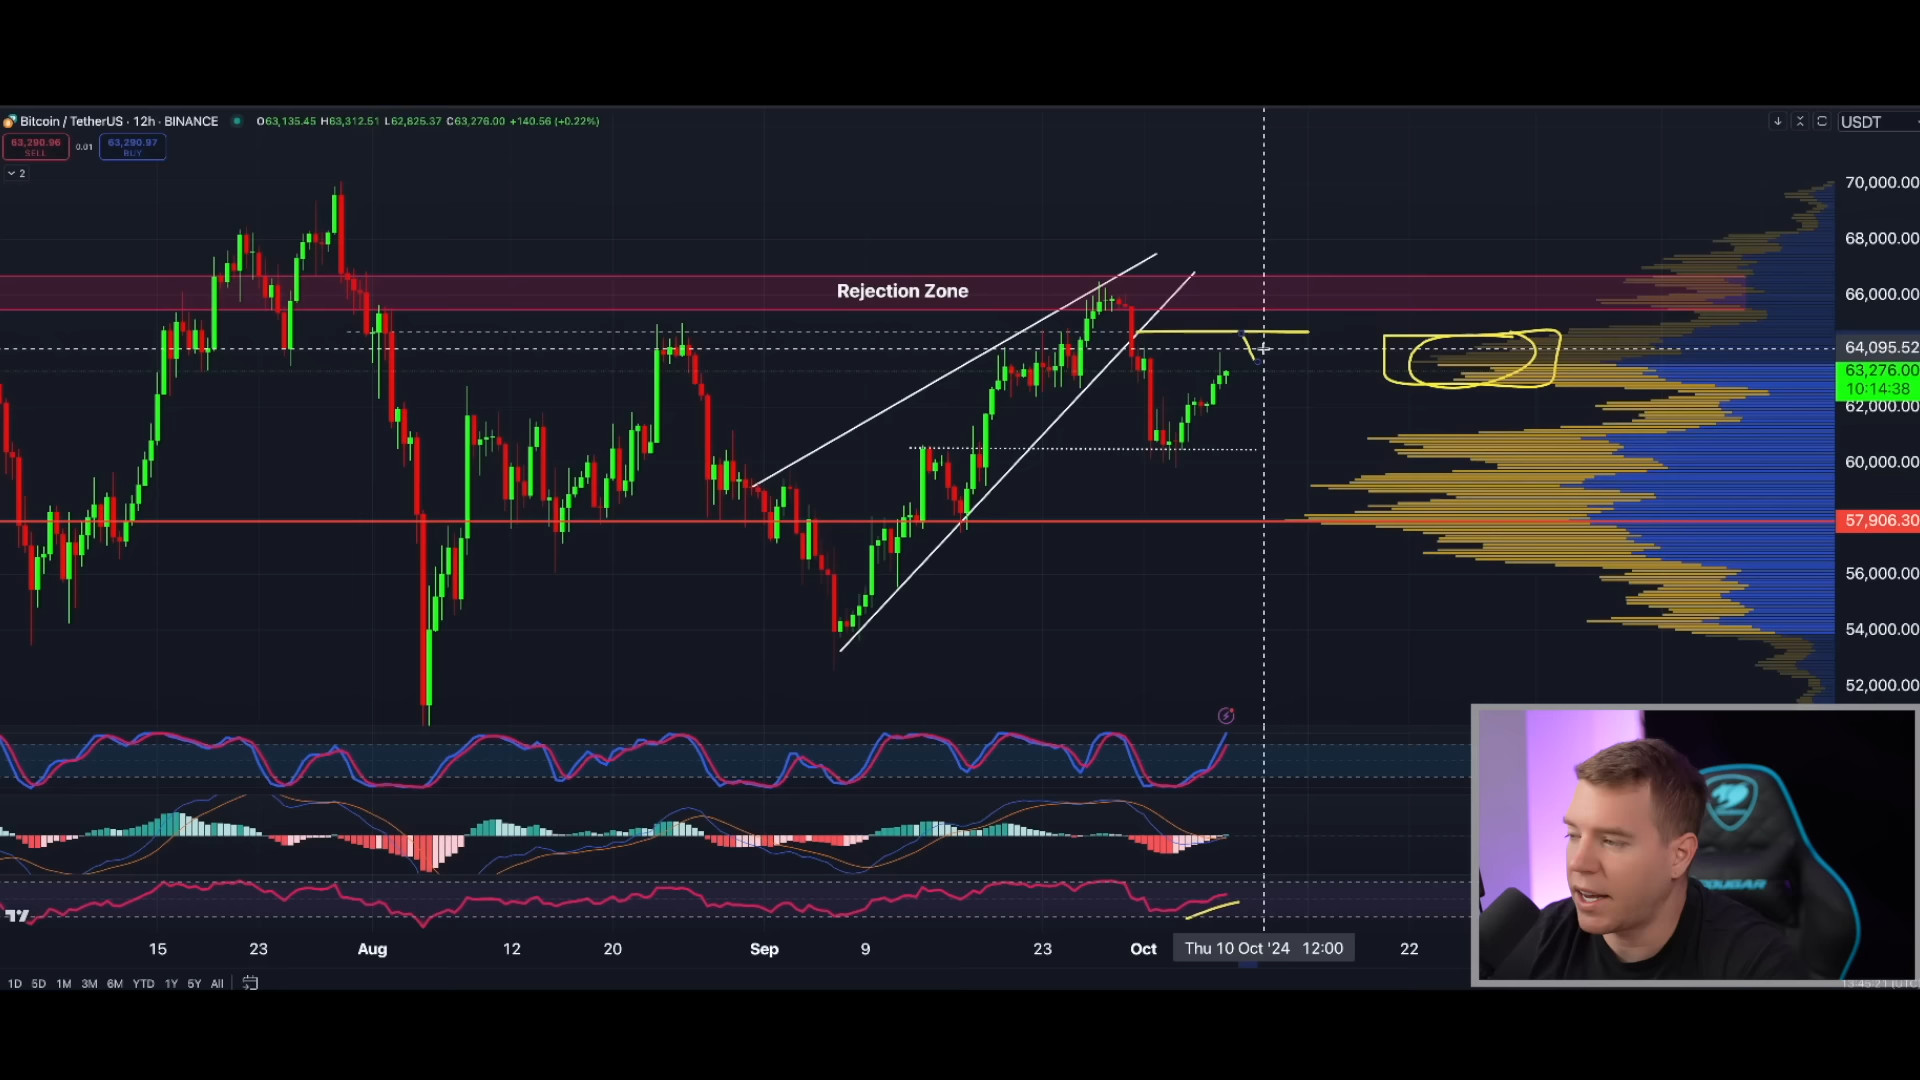 Bitcoin / TetherUS · 12h · BINANCE O63,135.45 H63,312.51 L62,825.37 C63,276.00 +140.56 (+0.22%)
USDT
63,290.96
SELL
0.01
63,290.97
BUY
2
70,000.00
68,000.00
Rejection Zone
66,000.00
64,095.52
63,276.00
10:14:38
62,000.00
60,000.00
57,906.30
56,000.00
54,000.00
52,000.00
COUGAR
15 23 Aug 12 20 Sep 9 23 Oct Thu 10 Oct '24 12:00 22
1D 5D 1M 3M 6M YTD 1Y 5Y All